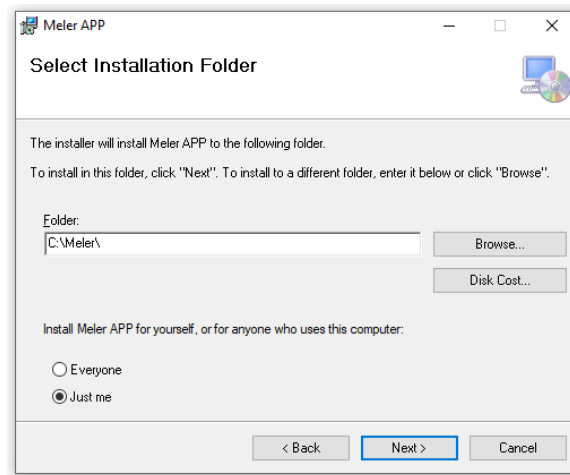 Meler APP
Select Installation Folder
The installer will install Meler APP to the following folder.
To install in this folder, click "Next". To install to a different folder, enter it below or click "Browse".
Folder:
C:\Meler\
Browse...
Disk Cost...
Install Meler APP for yourself, or for anyone who uses this computer:
Everyone
Just me
< Back
Next >
Cancel